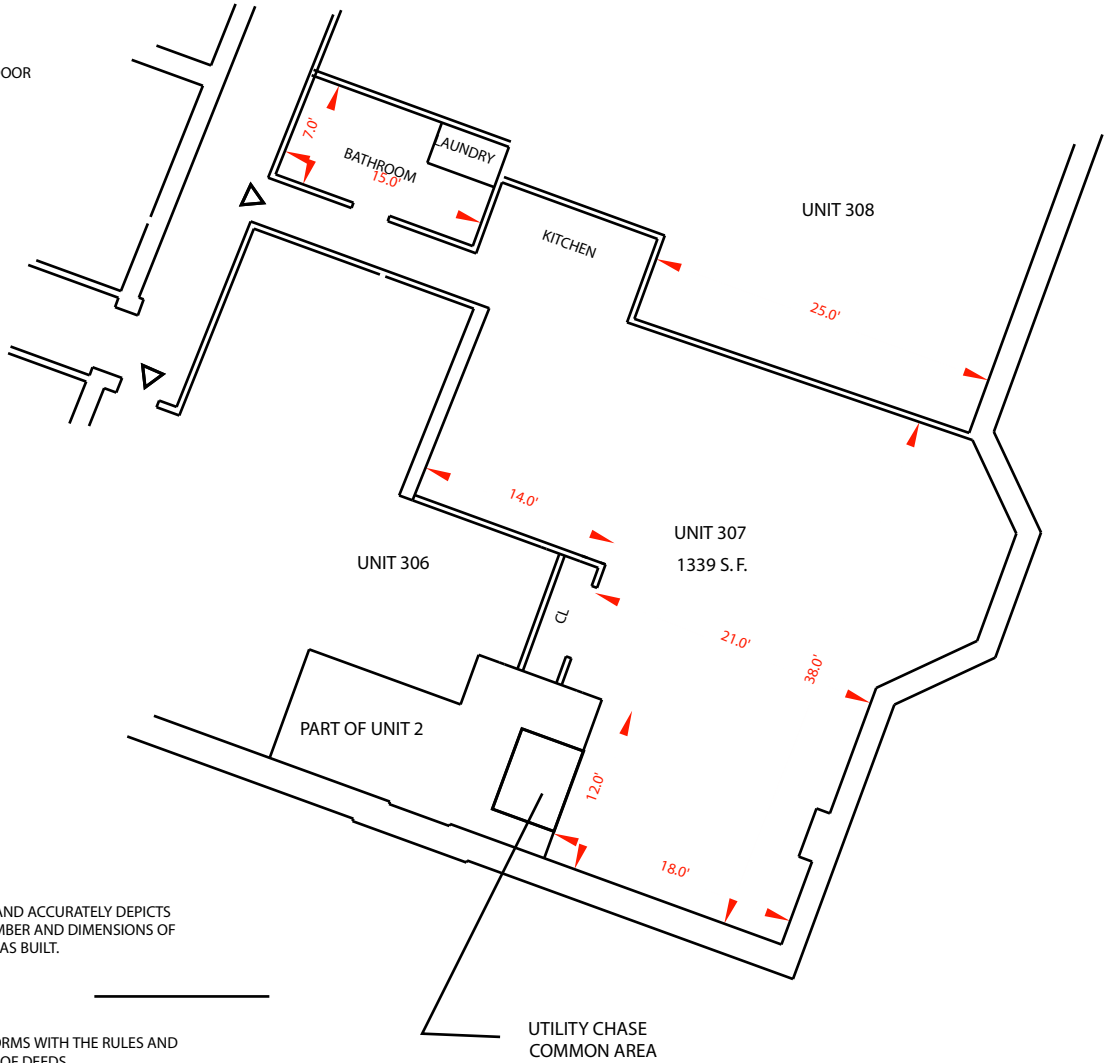 OOR
7.0'
BATHROOM
15.0'
LAUNDRY
KITCHEN
UNIT 308
25.0'
14.0'
UNIT 307
1339 S. F.
UNIT 306
CL
21.0'
38.0'
PART OF UNIT 2
12.0'
18.0'
AND ACCURATELY DEPICTS
MBER AND DIMENSIONS OF
AS BUILT.
UTILITY CHASE
COMMON AREA
ORMS WITH THE RULES AND
OF DEEDS